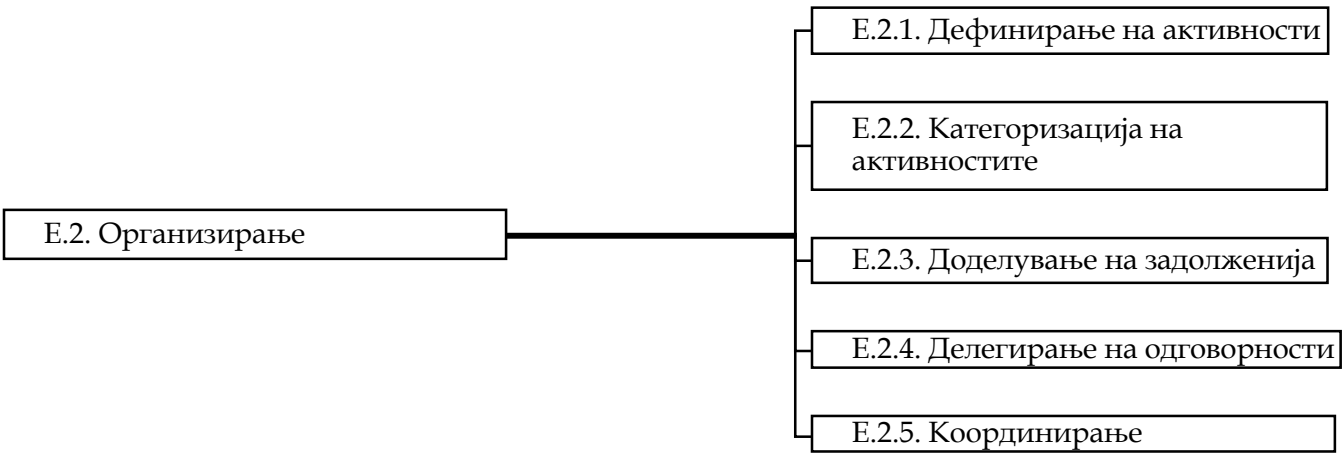 Е.2. Организирање
Е.2.1. Дефинирање на активности
Е.2.2. Категоризација на
активностите
Е.2.3. Доделување на задолженија
Е.2.4. Делегирање на одговорности
Е.2.5. Координирање